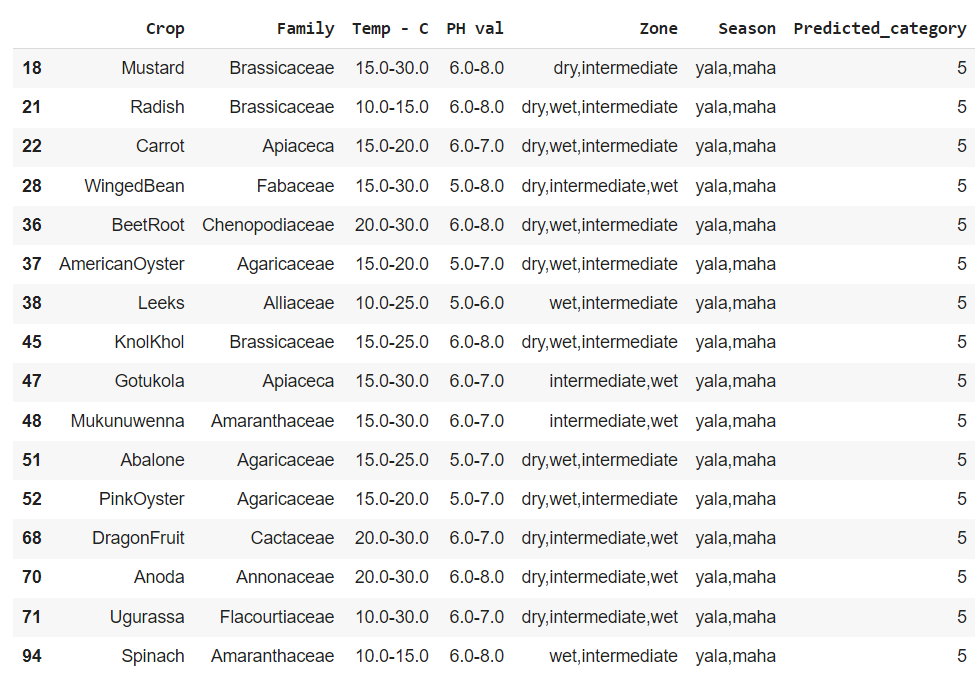 Crop Family Temp - C PH val Zone Season Predicted_category
18 Mustard Brassicaceae 15.0-30.0 6.0-8.0 dry,intermediate yala,maha 5
21 Radish Brassicaceae 10.0-15.0 6.0-8.0 dry,wet,intermediate yala,maha 5
22 Carrot Apiaceca 15.0-20.0 6.0-7.0 dry,wet,intermediate yala,maha 5
28 WingedBean Fabaceae 15.0-30.0 5.0-8.0 dry,intermediate,wet yala,maha 5
36 BeetRoot Chenopodiaceae 20.0-30.0 6.0-8.0 dry,wet,intermediate yala,maha 5
37 AmericanOyster Agaricaceae 15.0-20.0 5.0-7.0 dry,wet,intermediate yala,maha 5
38 Leeks Alliaceae 10.0-25.0 5.0-6.0 wet,intermediate yala,maha 5
45 KnolKhol Brassicaceae 15.0-25.0 6.0-8.0 dry,wet,intermediate yala,maha 5
47 Gotukola Apiaceca 15.0-30.0 6.0-7.0 intermediate,wet yala,maha 5
48 Mukunuwenna Amaranthaceae 15.0-30.0 6.0-7.0 intermediate,wet yala,maha 5
51 Abalone Agaricaceae 15.0-25.0 5.0-7.0 dry,wet,intermediate yala,maha 5
52 PinkOyster Agaricaceae 15.0-20.0 5.0-7.0 dry,wet,intermediate yala,maha 5
68 DragonFruit Cactaceae 20.0-30.0 6.0-7.0 dry,intermediate,wet yala,maha 5
70 Anoda Annonaceae 20.0-30.0 6.0-8.0 dry,intermediate,wet yala,maha 5
71 Ugurassa Flacourtiaceae 10.0-30.0 6.0-7.0 dry,intermediate,wet yala,maha 5
94 Spinach Amaranthaceae 10.0-15.0 6.0-8.0 wet,intermediate yala,maha 5